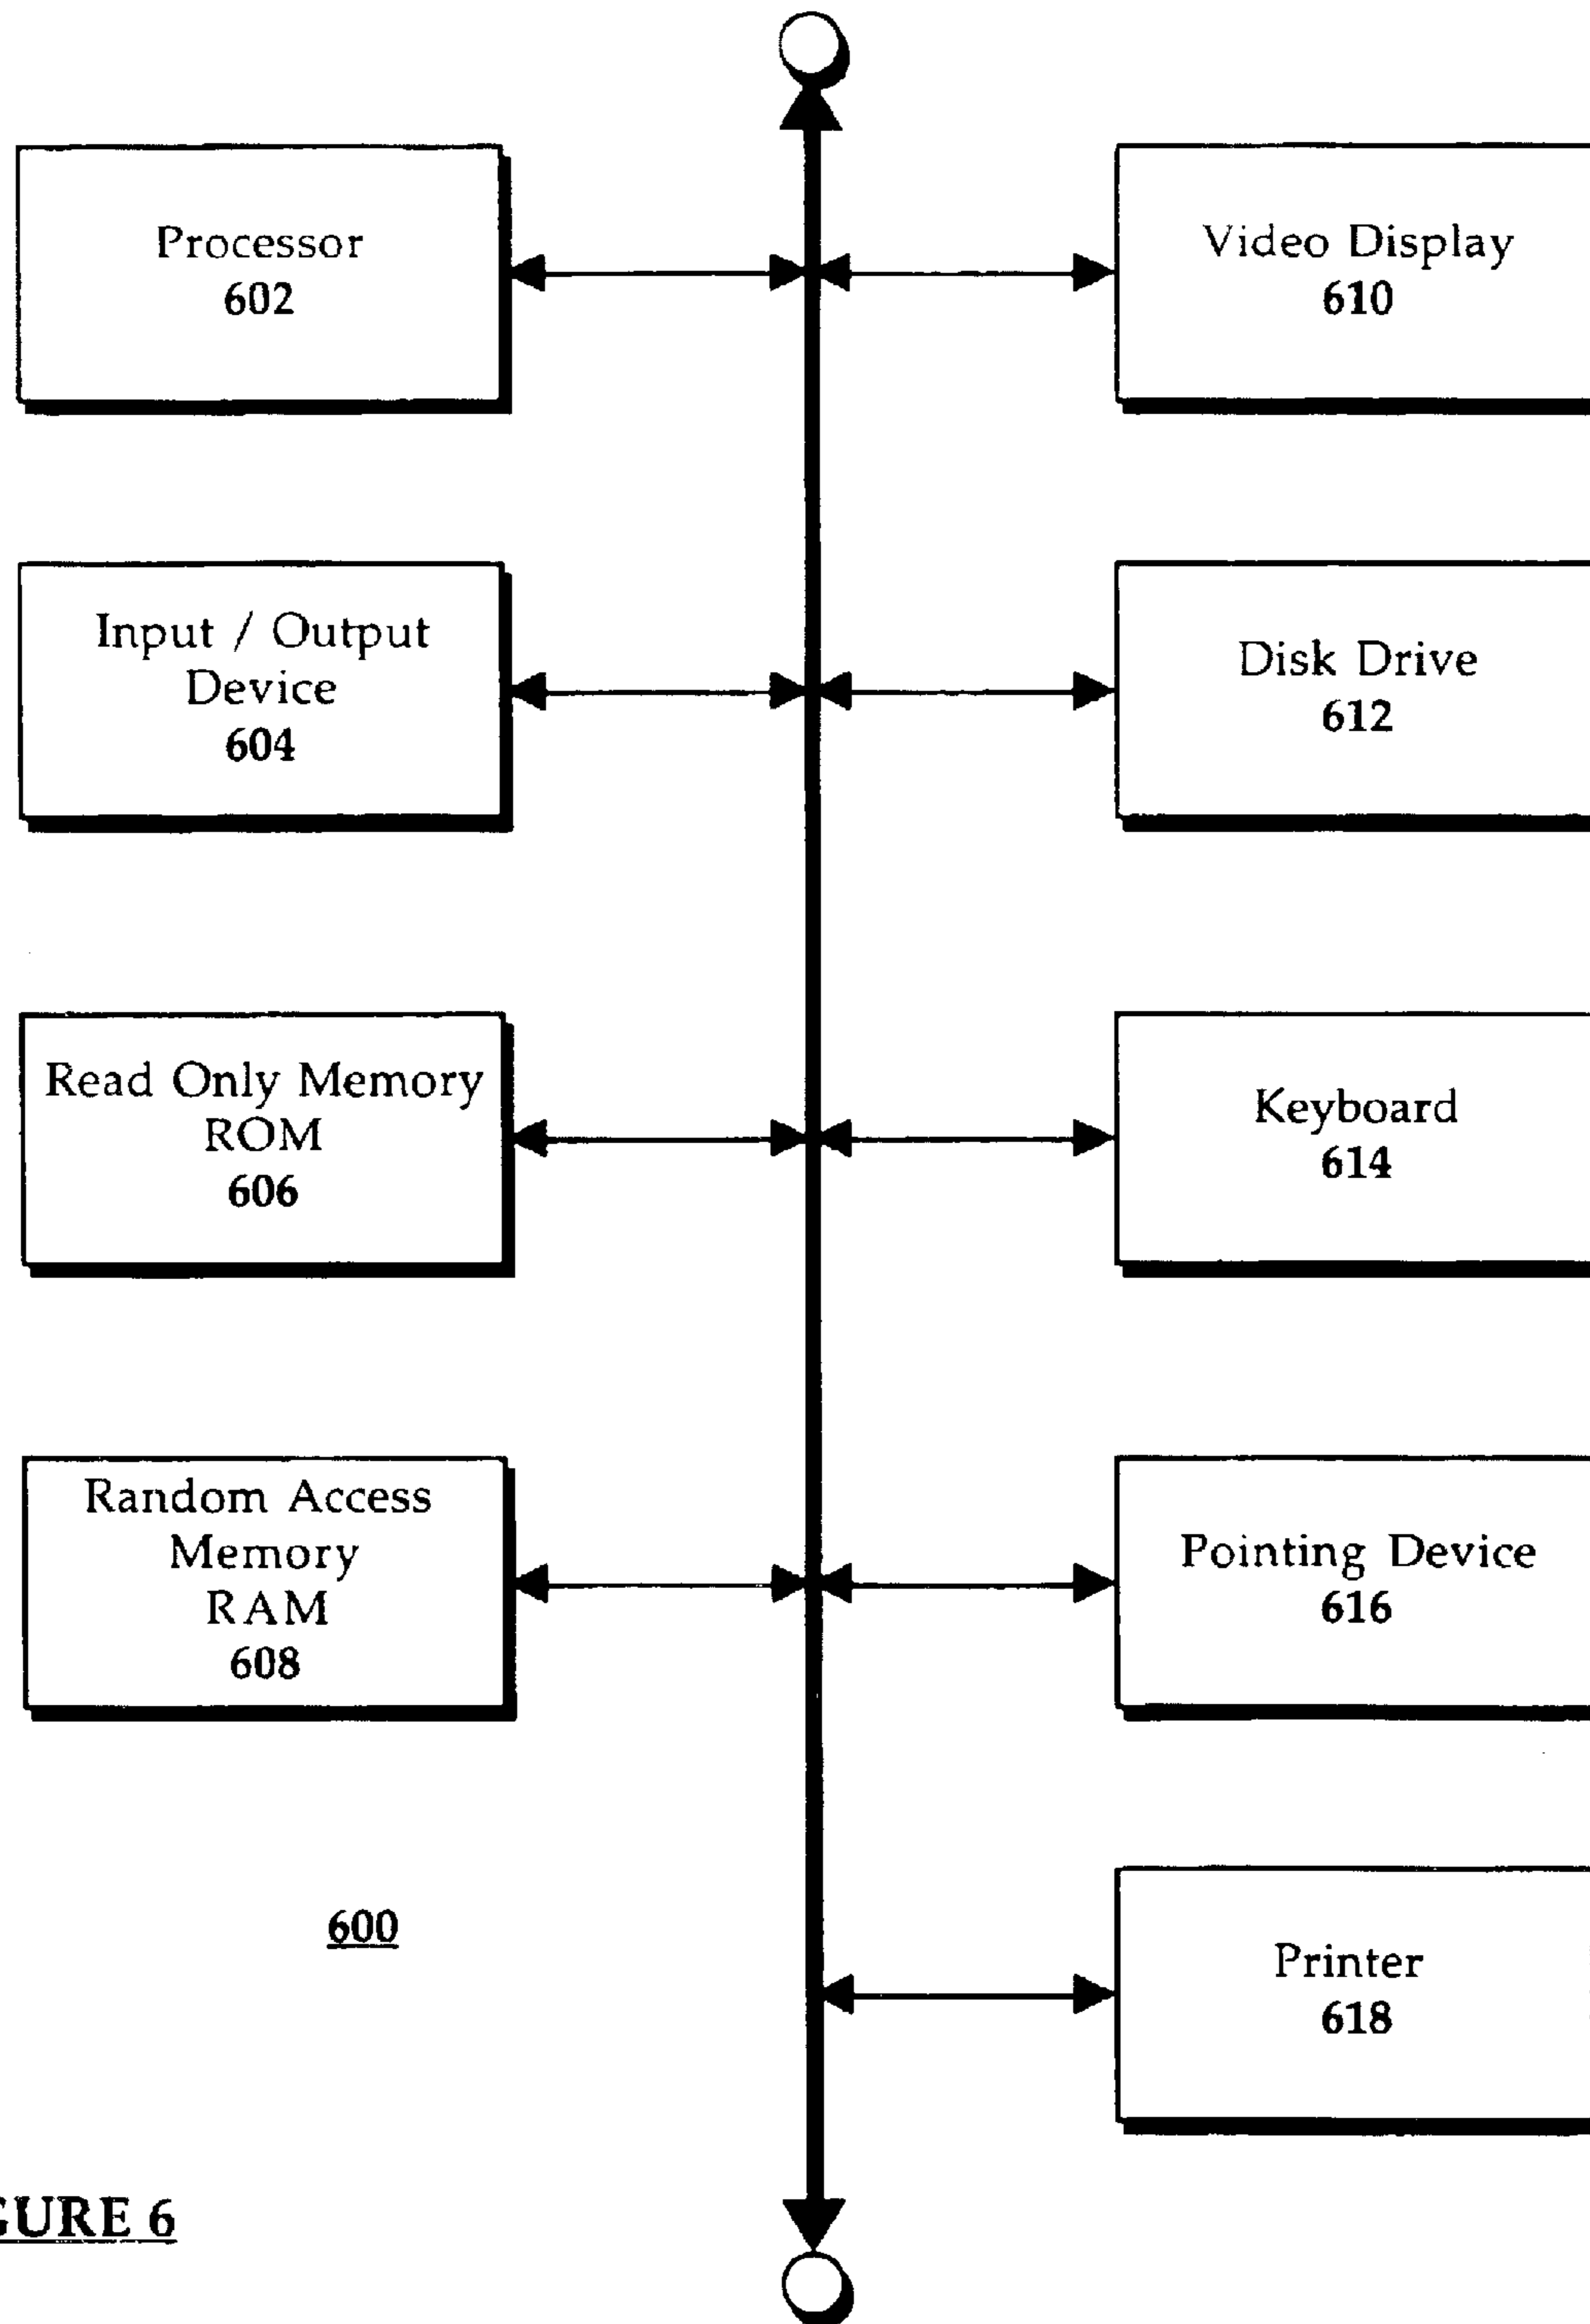 Processor
602
Video Display
610
Input / Output
Device
604
Disk Drive
612
Read Only Memory
ROM
606
Keyboard
614
Random Access
Memory
RAM
608
Pointing Device
616
600
Printer
618
GURE 6